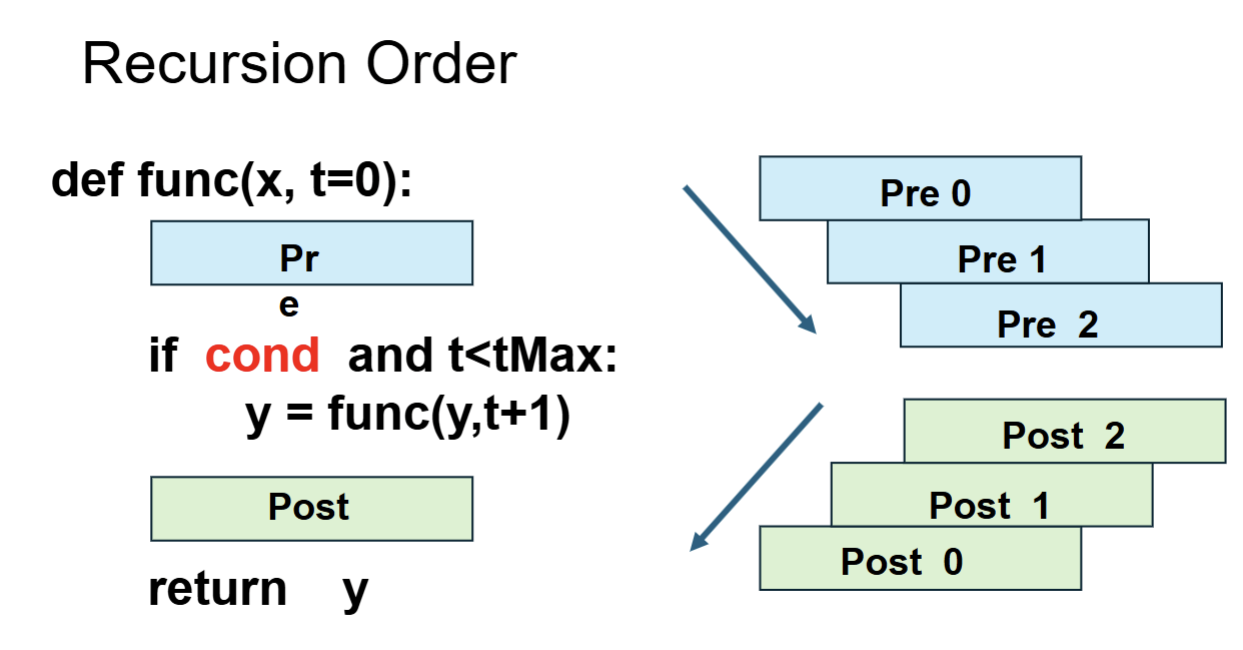 Recursion Order
def func(x, t=0):
Pr
e
if cond and t<tMax:
y = func(y,t+1)
Post
return y
Pre 0
Pre 1
Pre 2
Post 2
Post 1
Post 0